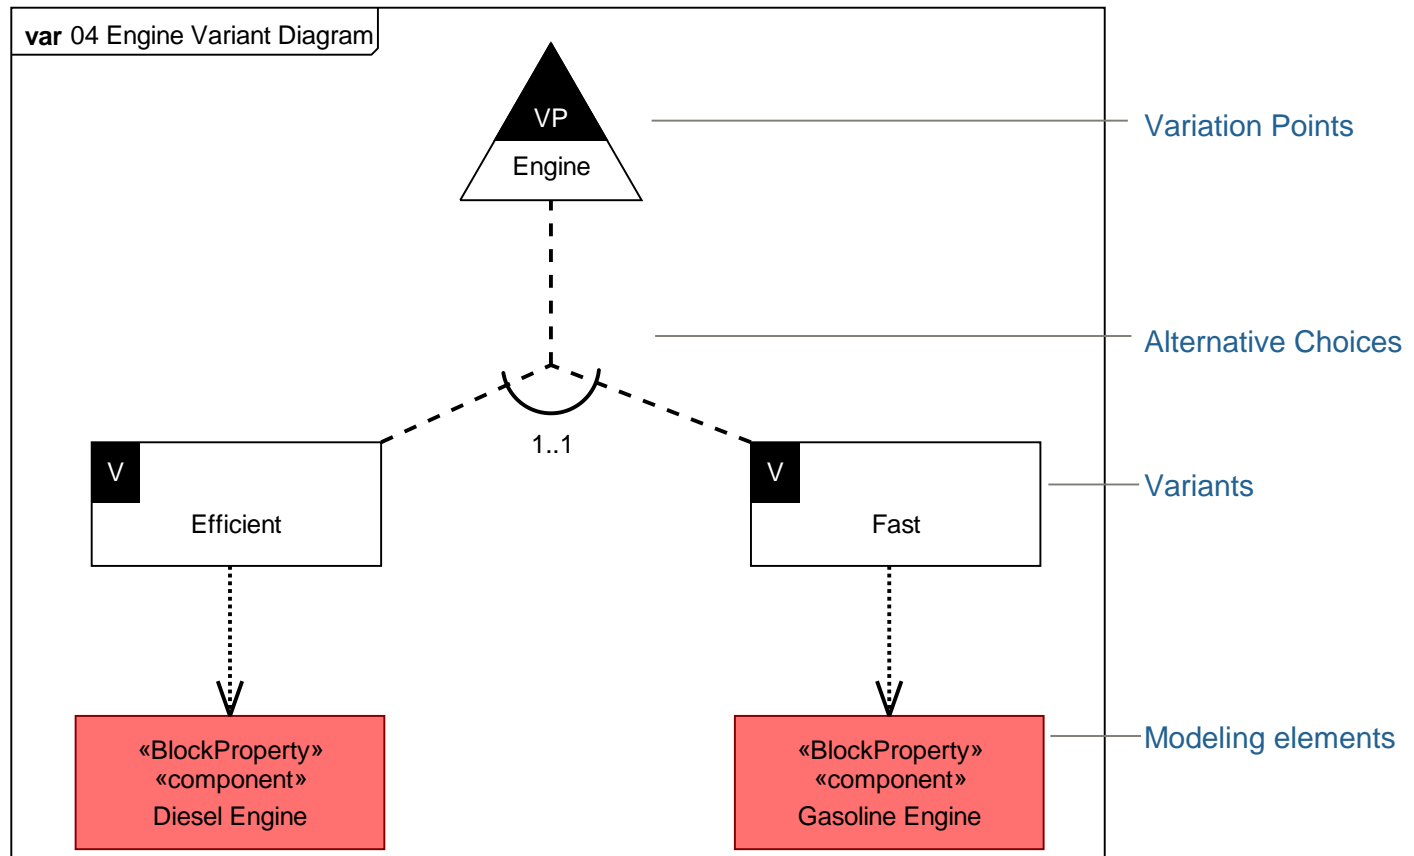 var 04 Engine Variant Diagram
VP
Engine
Variation Points
Alternative Choices
1..1
V
Efficient
V
Fast
Variants
«BlockProperty»
«component»
Diesel Engine
«BlockProperty»
«component»
Gasoline Engine
Modeling elements